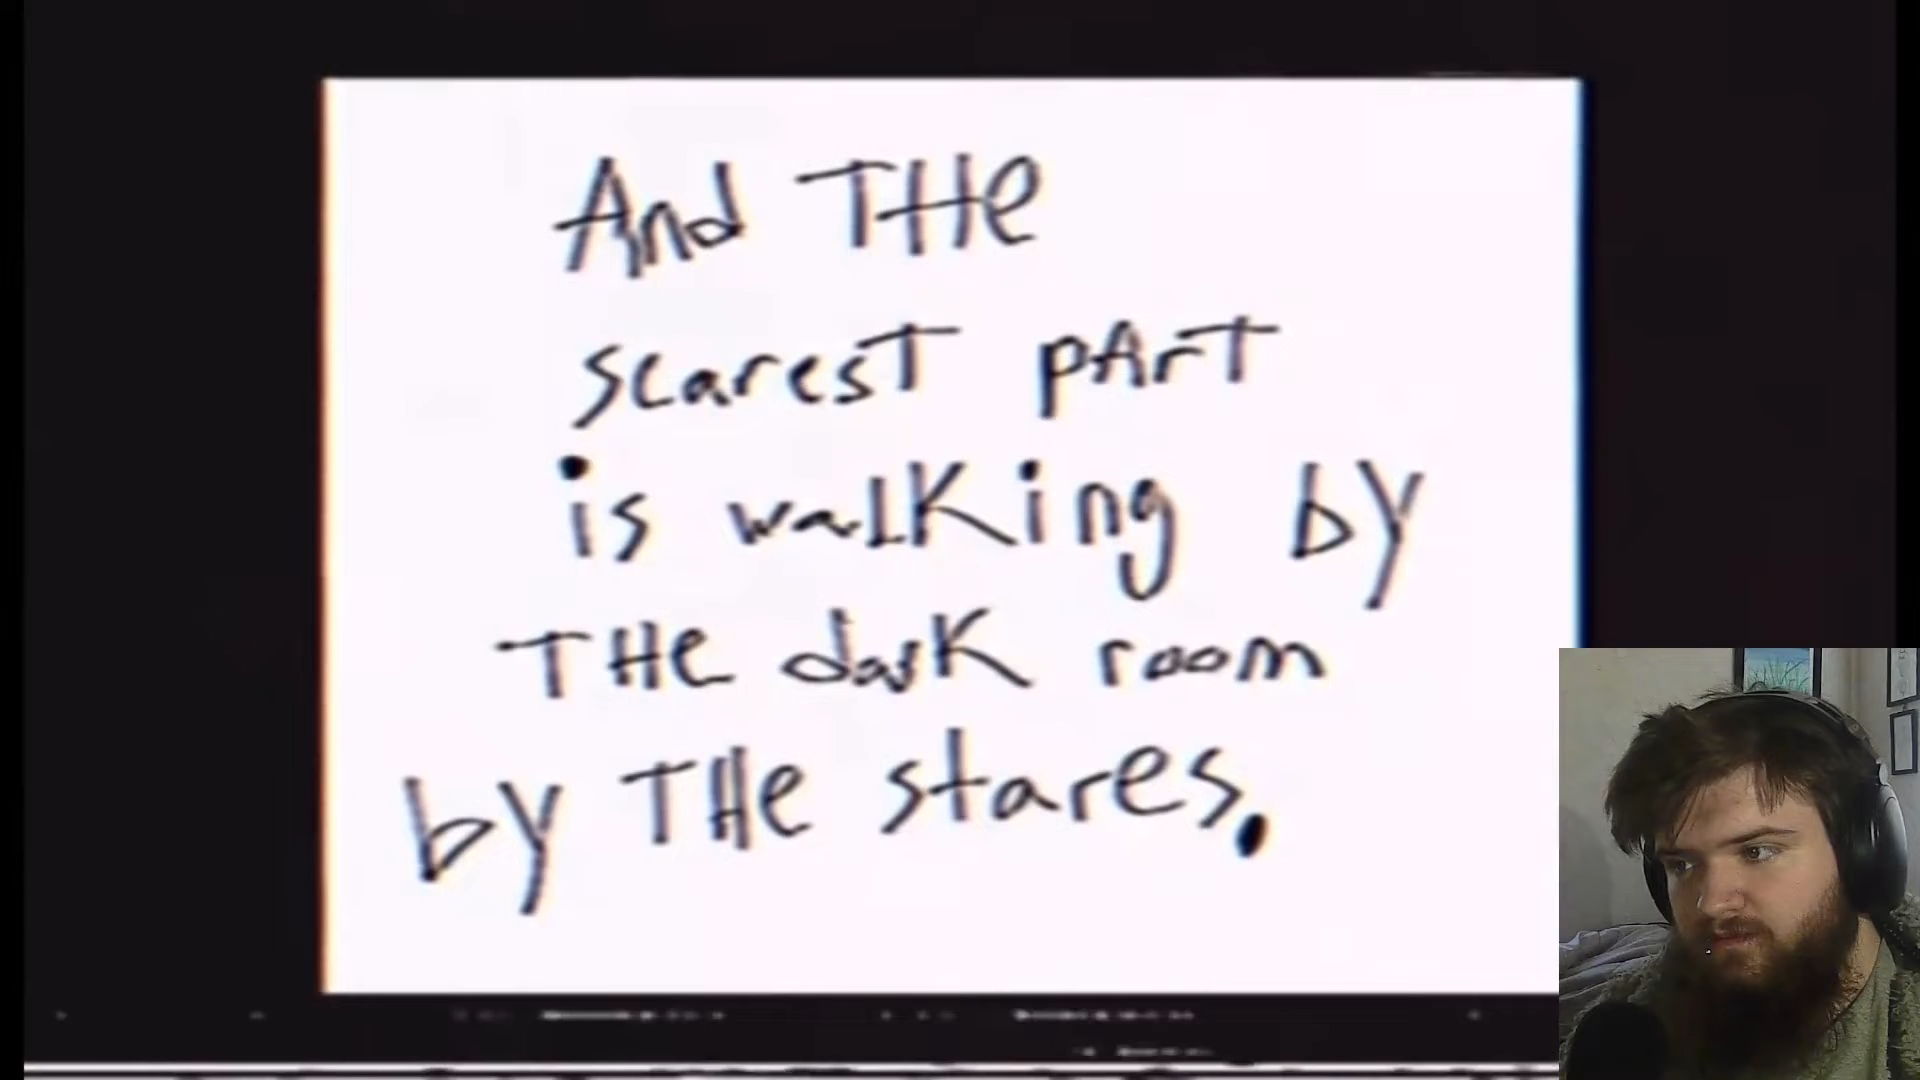 And THe
scarest pArT
is walKing by
THe darK room
by THe stares.